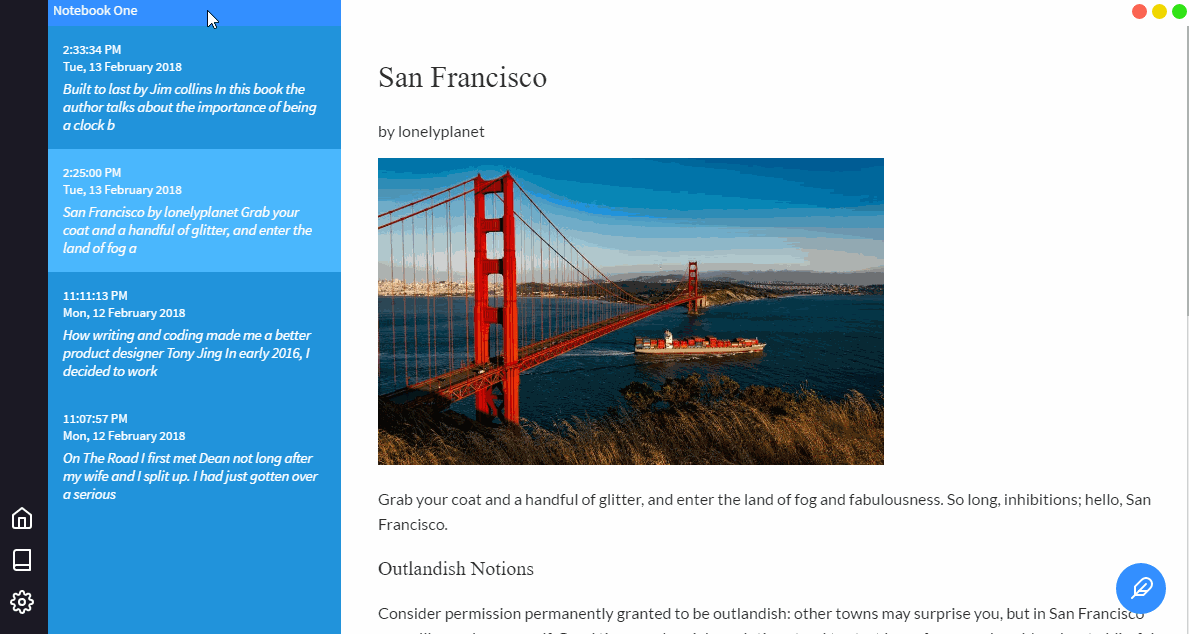 Notebook One
2:33:34 PM
Tue, 13 February 2018
Built to last by Jim collins In this book the
author talks about the importance of being
a clock b
2:25:00 PM
Tue, 13 February 2018
San Francisco by lonelyplanet Grab your
coat and a handful of glitter, and enter the
land of fog a
11:11:13 PM
Mon, 12 February 2018
How writing and coding made me a better
product designer Tony Jing In early 2016, I
decided to work
11:07:57 PM
Mon, 12 February 2018
On The Road I first met Dean not long after
my wife and I split up. I had just gotten over
a serious
San Francisco
by lonelyplanet
Grab your coat and a handful of glitter, and enter the land of fog and fabulousness. So long, inhibitions; hello, San
Francisco.
Outlandish Notions
Consider permission permanently granted to be outlandish: other towns may surprise you, but in San Francisco